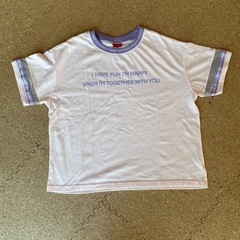 I HAVE FUN I'M HAPPY
WHEN I'M TOGETHER WITH YOU